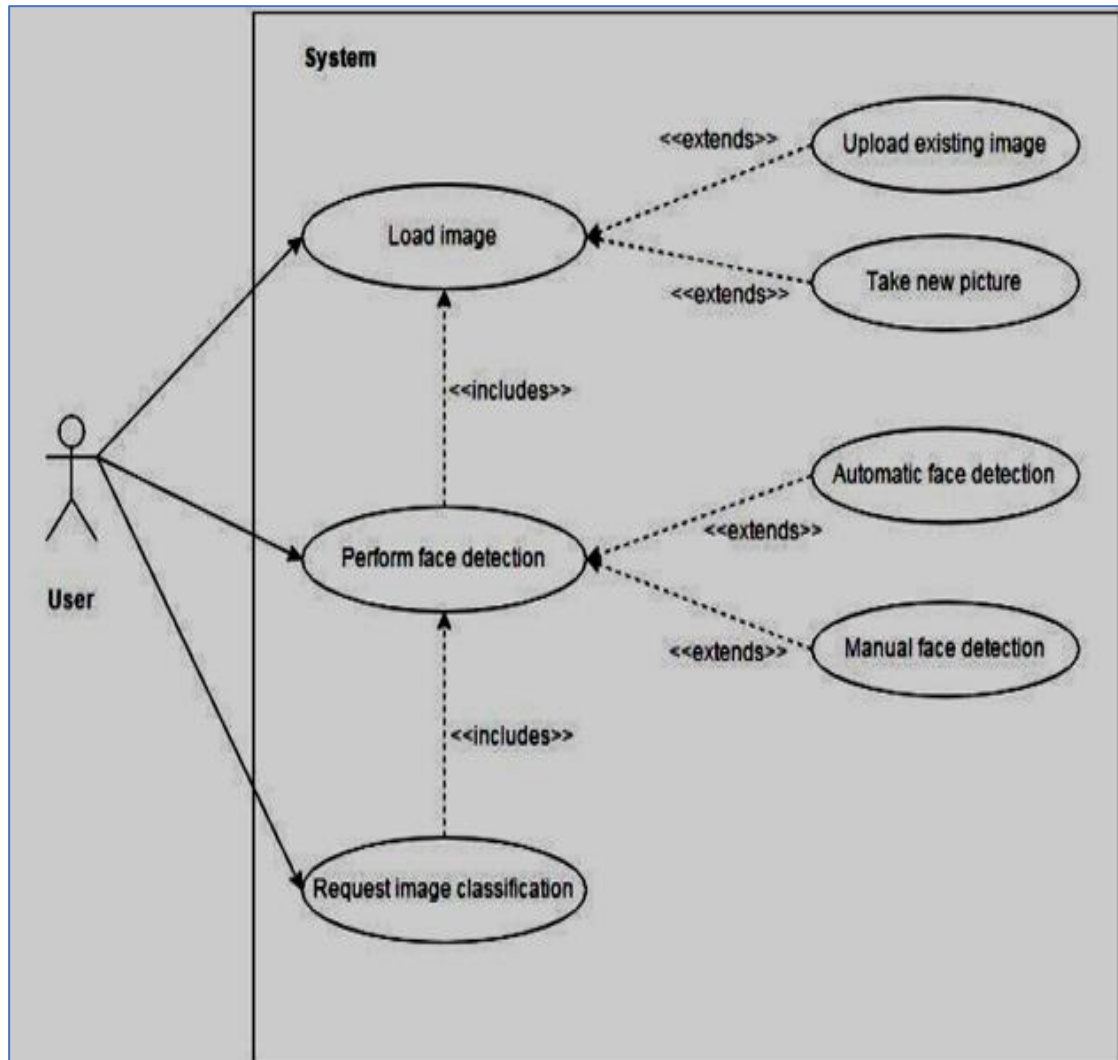 System
<<extends>>
Upload existing image
Load image
Take new picture
<<extends>>
<<includes>>
Automatic face detection
<<extends>>
Perform face detection
User
Manual face detection
<<extends>>
<<includes>>
Request image classification